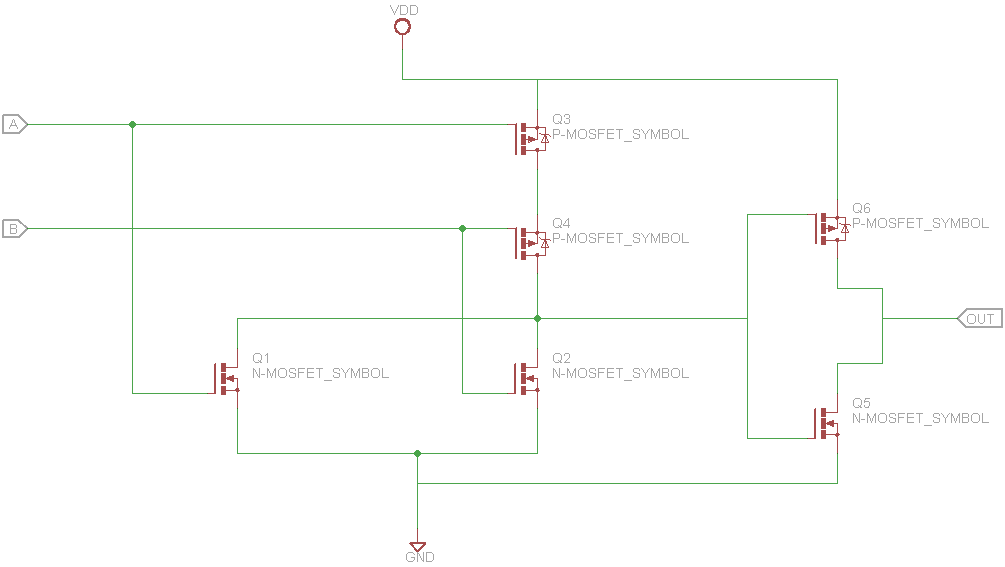 VDD
A
Q3
P-MOSFET_SYMBOL
B
Q4
P-MOSFET_SYMBOL
Q6
P-MOSFET_SYMBOL
OUT
Q1
N-MOSFET_SYMBOL
Q2
N-MOSFET_SYMBOL
Q5
N-MOSFET_SYMBOL
GND